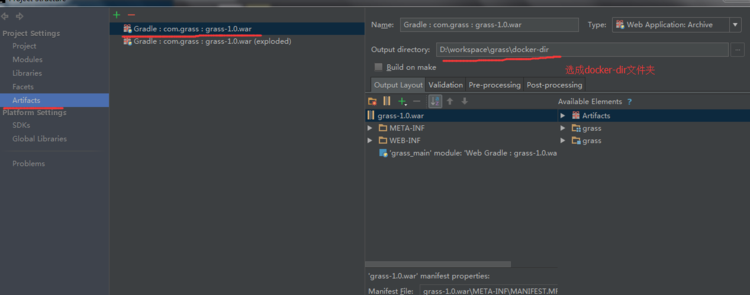 Project Settings
Project
Modules
Libraries
Facets
Artifacts
Platform Settings
SDKs
Global Libraries
Problems
Gradle : com.grass : grass-1.0.war
Gradle : com.grass : grass-1.0.war (exploded)
Name: Gradle : com.grass : grass-1.0.war
Type: Web Application: Archive
Output directory: D:\workspace\grass\docker-dir
Build on make
选成docker-dir文件夹
Output Layout Validation Pre-processing Post-processing
Available Elements ?
grass-1.0.war
META-INF
WEB-INF
'grass_main' module: 'Web Gradle : grass-1.0.wa
Artifacts
grass
grass
'grass-1.0.war' manifest properties:
Manifest File: grass-1.0.war\META-INF\MANIFEST.MF